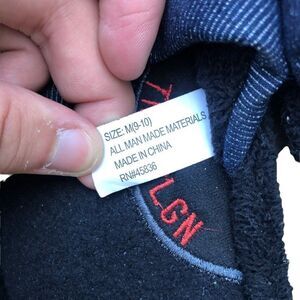 SIZE: M(9-10)
ALL MAN MADE MATERIALS
MADE IN CHINA
RN#45836
LGN